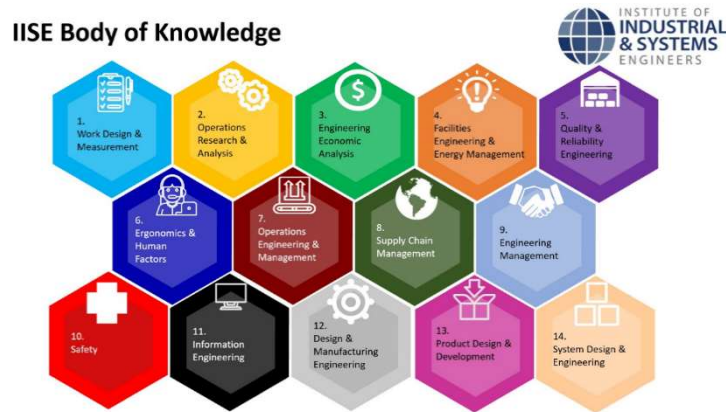 IISE Body of Knowledge
INSTITUTE OF
INDUSTRIAL
& SYSTEMS
ENGINEERS
1.
Work Design &
Measurement
2.
Operations
Research &
Analysis
$
3.
Engineering
Economic
Analysis
4.
Facilities
Engineering &
Energy Management
5.
Quality &
Reliability
Engineering
6.
Ergonomics &
Human
Factors
7.
Operations
Engineering &
Management
8.
Supply Chain
Management
9.
Engineering
Management
10.
Safety
11.
Information
Engineering
12.
Design &
Manufacturing
Engineering
13.
Product Design &
Development
14.
System Design &
Engineering